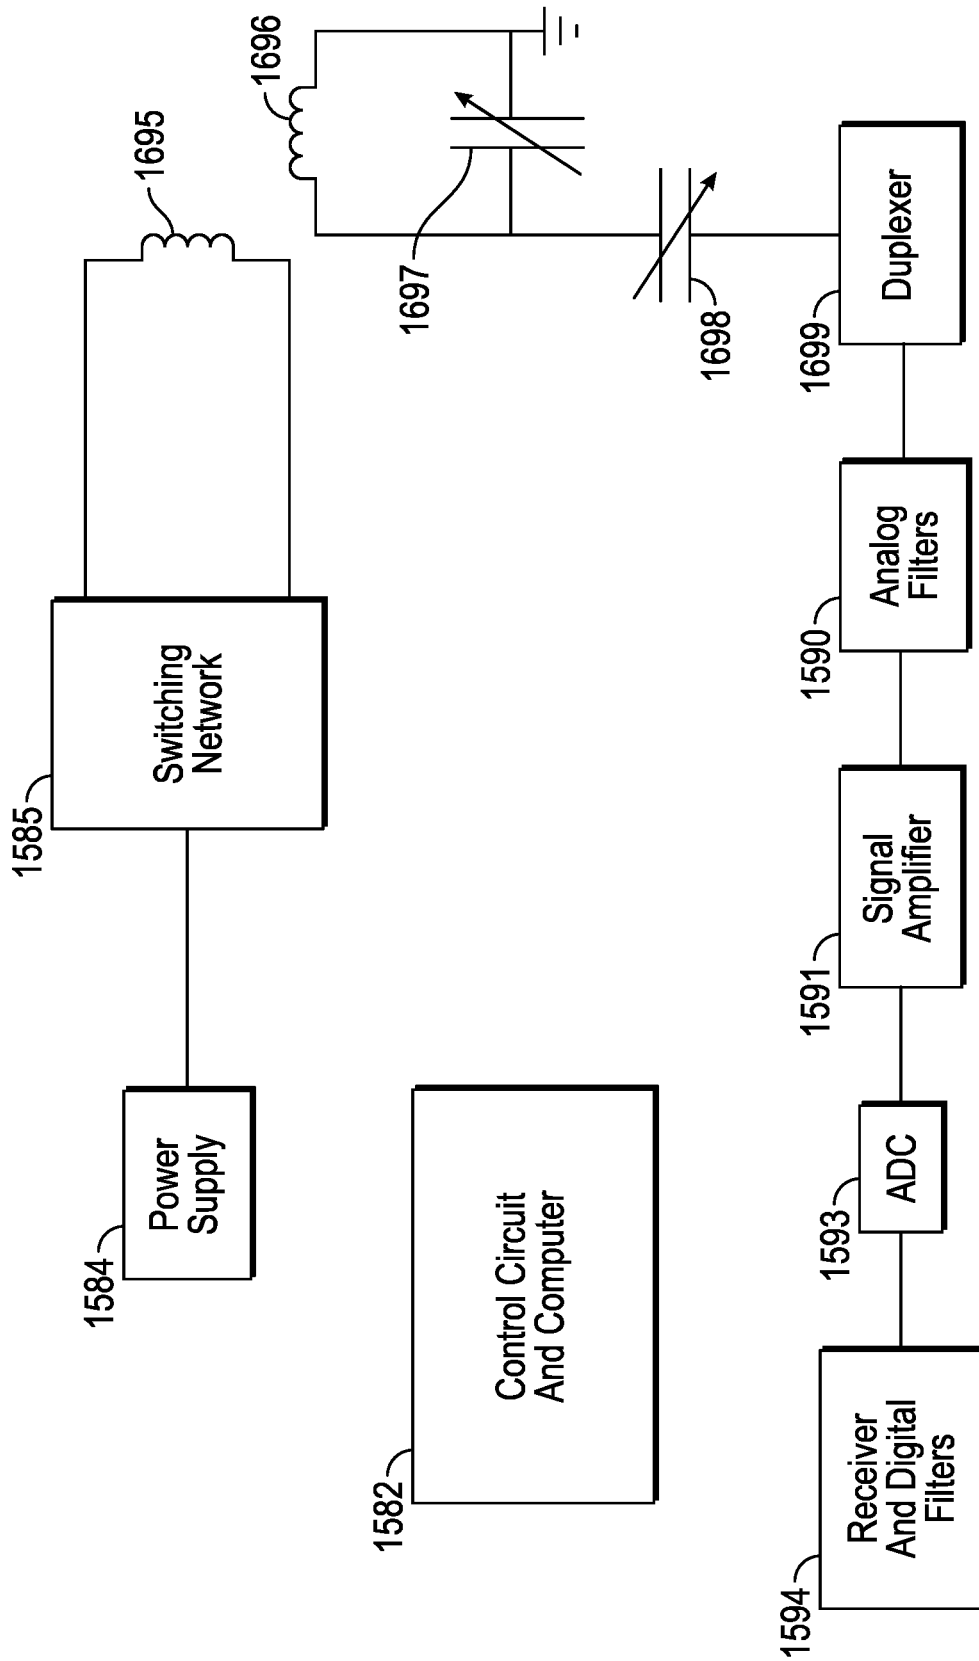 1584
Power
Supply
1585
Switching
Network
1695
1696
1582
Control Circuit
And Computer
1697
1698
1594
Receiver
And Digital
Filters
1593
ADC
1591
Signal
Amplifier
1590
Analog
Filters
1699
Duplexer